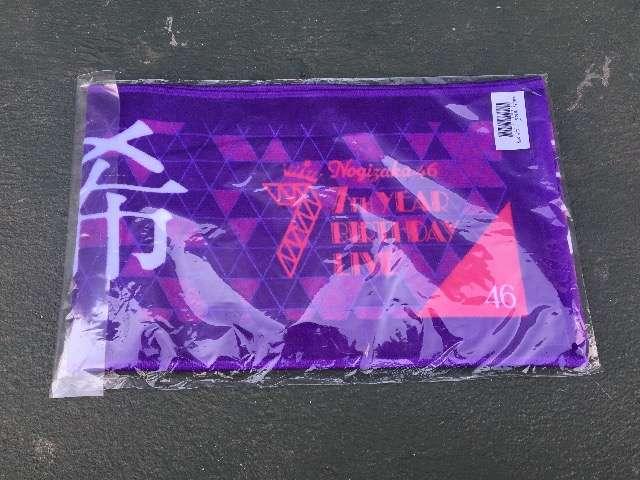 希
Nogizaka46
7TH YEAR
BIRTHDAY
LIVE
46